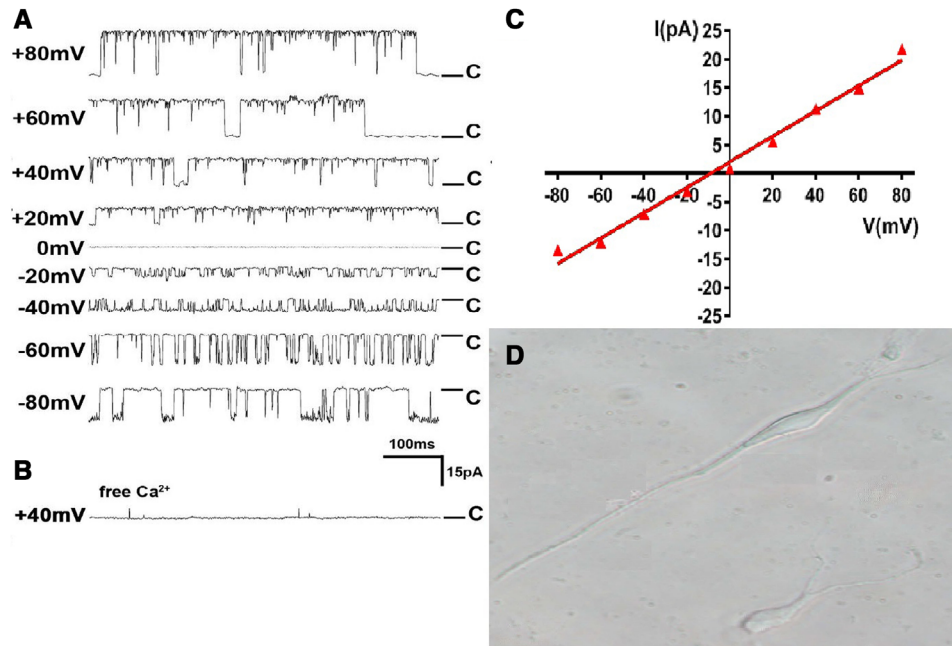 A
+80mV
C
+60mV
C
+40mV
C
+20mV
C
0mV
C
-20mV
C
-40mV
C
-60mV
C
-80mV
C
100ms
15pA
B
free Ca²⁺
+40mV
C
C
I(pA)
25
20
15
10
5
-80 -60 -40 -20 0 20 40 60 80
V(mV)
-5
-10
-15
-20
-25
D